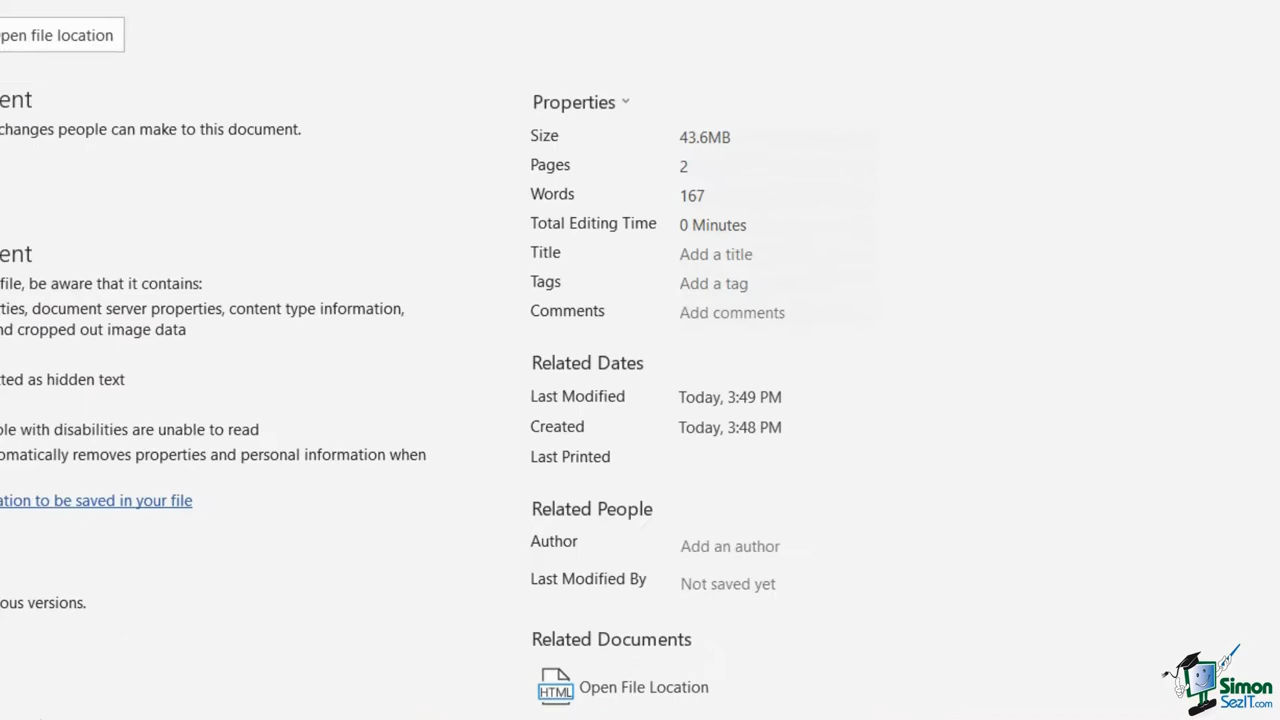 pen file location
ent
changes people can make to this document.
ent
file, be aware that it contains:
ties, document server properties, content type information,
nd cropped out image data
tted as hidden text
ple with disabilities are unable to read
omatically removes properties and personal information when
ation to be saved in your file
ous versions.
Properties
Size 43.6MB
Pages 2
Words 167
Total Editing Time 0 Minutes
Title Add a title
Tags Add a tag
Comments Add comments
Related Dates
Last Modified Today, 3:49 PM
Created Today, 3:48 PM
Last Printed
Related People
Author Add an author
Last Modified By Not saved yet
Related Documents
HTML Open File Location
Simon
SezIT.com